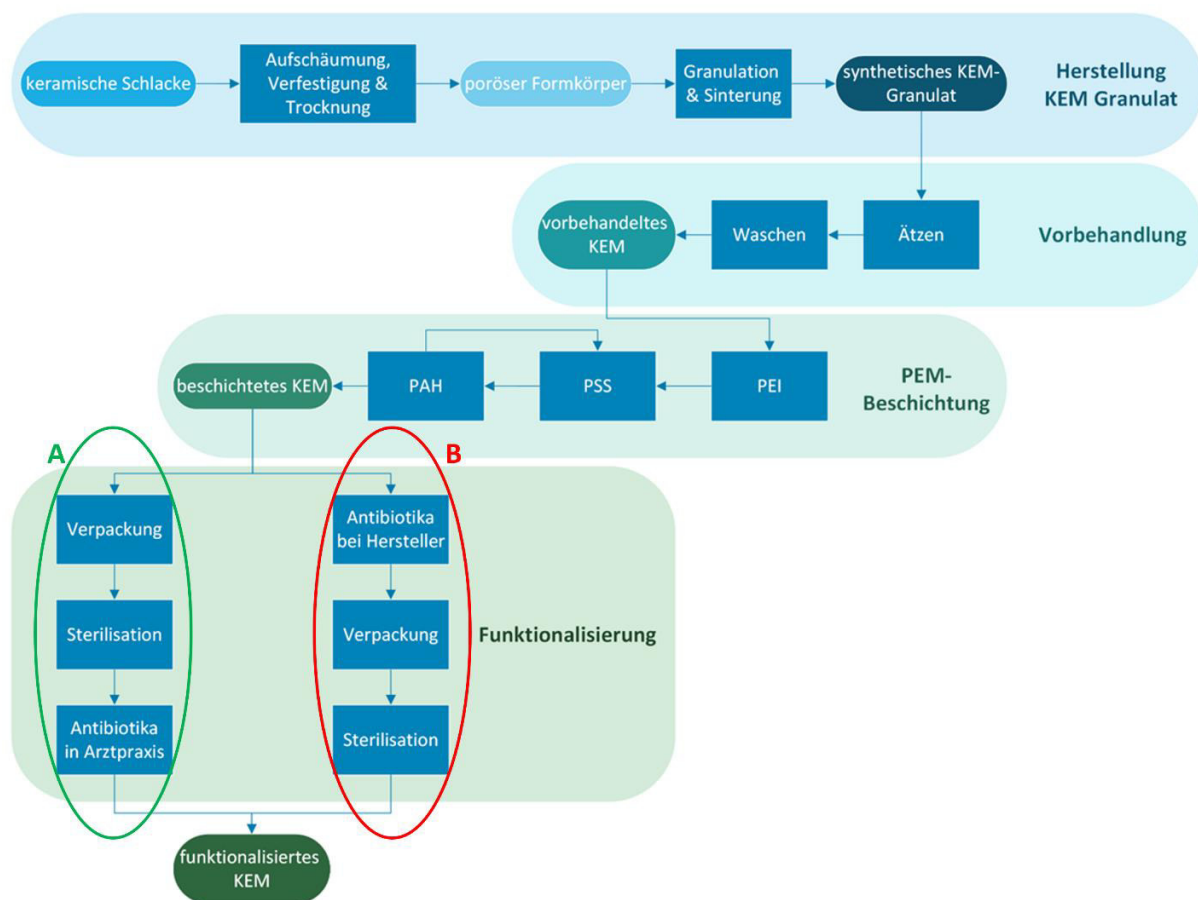 keramische Schlacke
Aufschäumung,
Verfestigung &
Trocknung
poröser Formkörper
Granulation
& Sinterung
synthetisches KEM-
Granulat
Herstellung
KEM Granulat
vorbehandeltes
KEM
Waschen
Ätzen
Vorbehandlung
beschichtetes KEM
PAH
PSS
PEI
PEM-
Beschichtung
A
B
Verpackung
Antibiotika
bei Hersteller
Sterilisation
Verpackung
Funktionalisierung
Antibiotika
in Arztpraxis
Sterilisation
funktionalisiertes
KEM